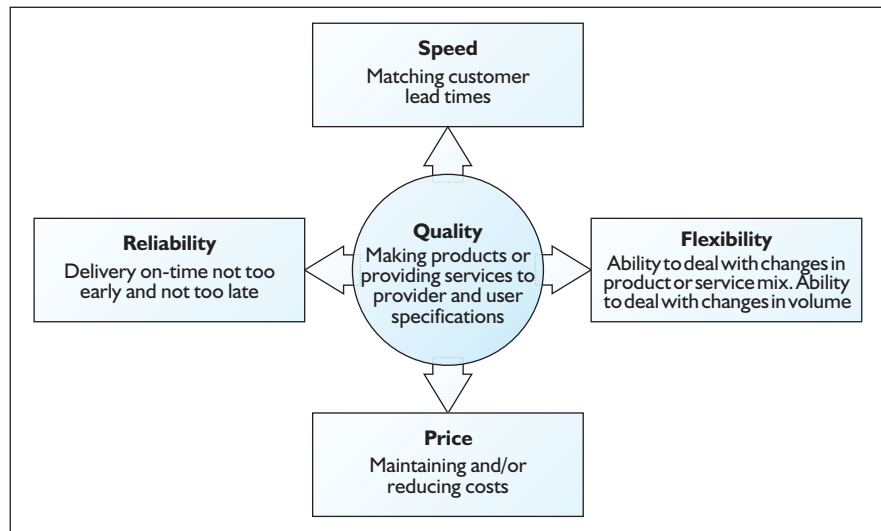 Speed
Matching customer
lead times
Reliability
Delivery on-time not too
early and not too late
Quality
Making products or
providing services to
provider and user
specifications
Flexibility
Ability to deal with changes in
product or service mix. Ability
to deal with changes in volume
Price
Maintaining and/or
reducing costs